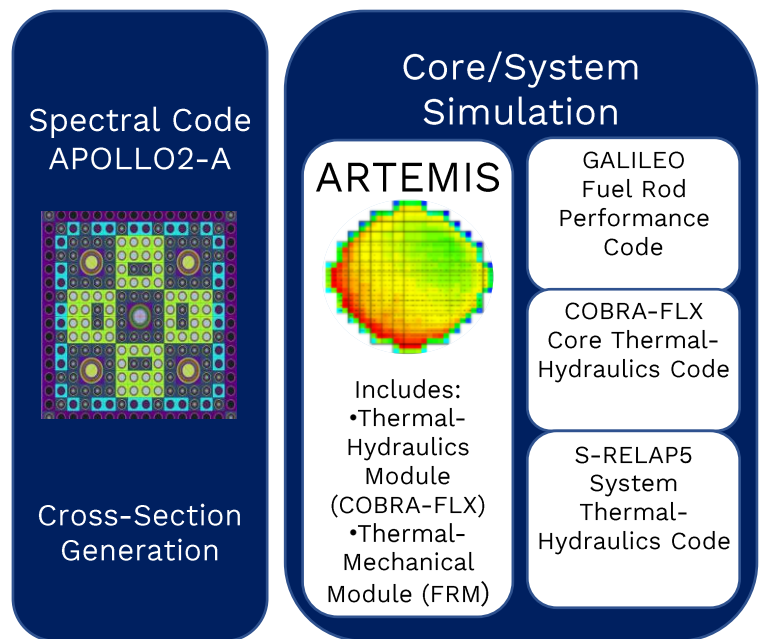 Spectral Code
APOLLO2-A
Cross-Section
Generation
Core/System
Simulation
ARTEMIS
Includes:
•Thermal-
Hydraulics
Module
(COBRA-FLX)
•Thermal-
Mechanical
Module (FRM)
GALILEO
Fuel Rod
Performance
Code
COBRA-FLX
Core Thermal-
Hydraulics Code
S-RELAP5
System
Thermal-
Hydraulics Code